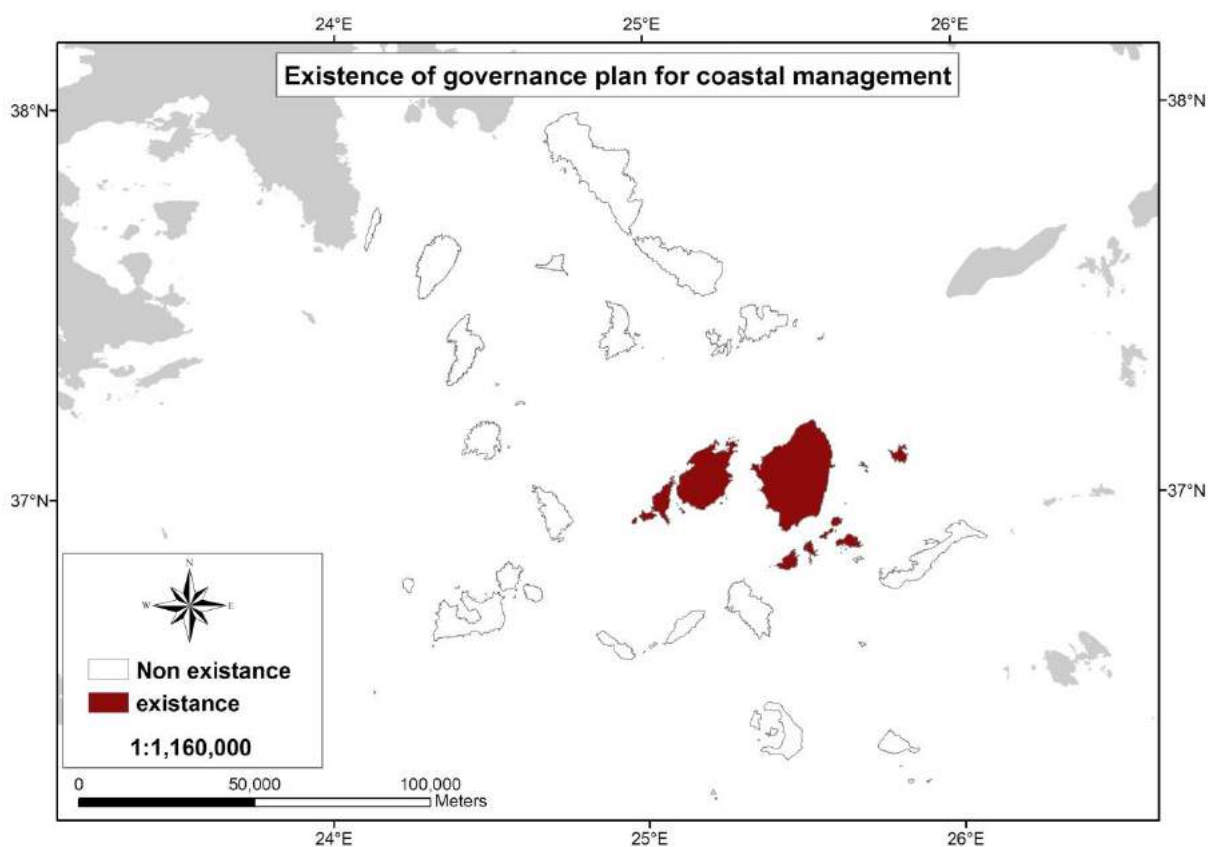 24°E 25°E 26°E
Existence of governance plan for coastal management
38°N 38°N
37°N 37°N
N
W E
S
Non existance
existance
1:1,160,000
0 50,000 100,000
Meters
24°E 25°E 26°E